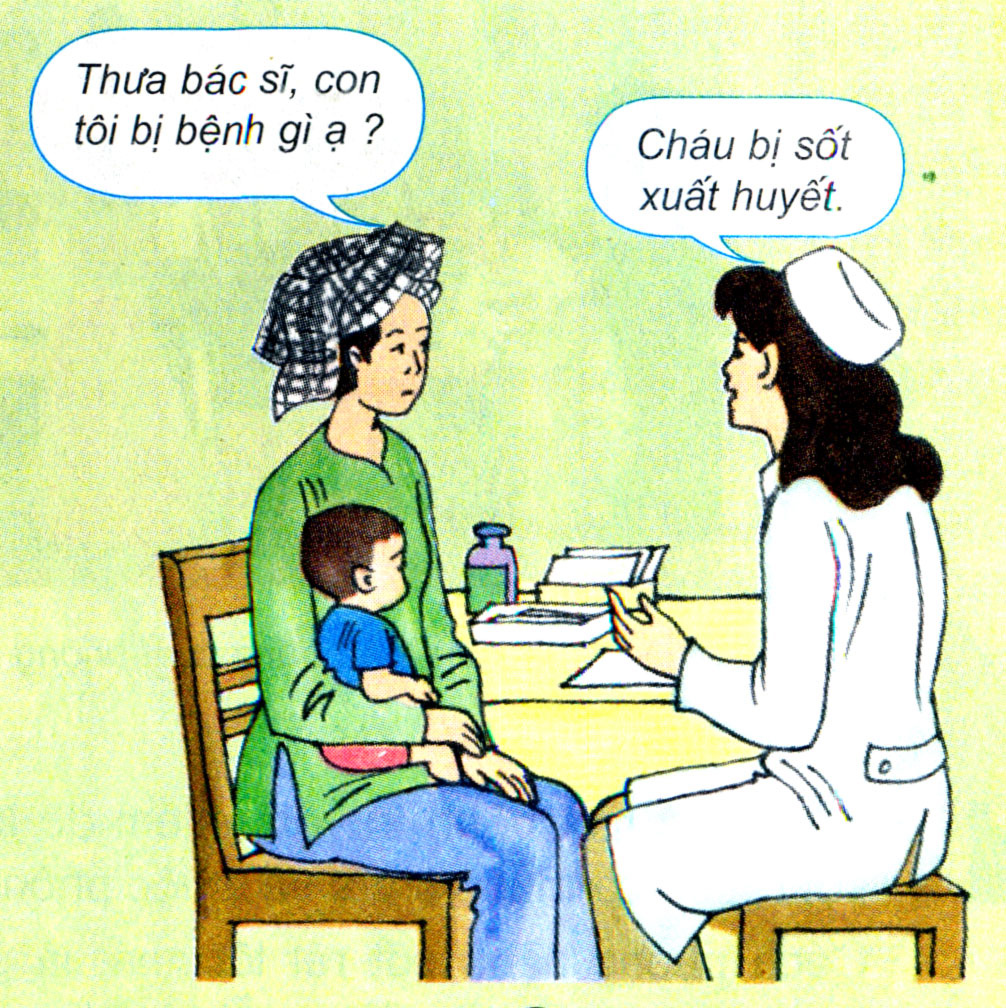 Thưa bác sĩ, con
tôi bị bệnh gì ạ ?
Cháu bị sốt
xuất huyết.